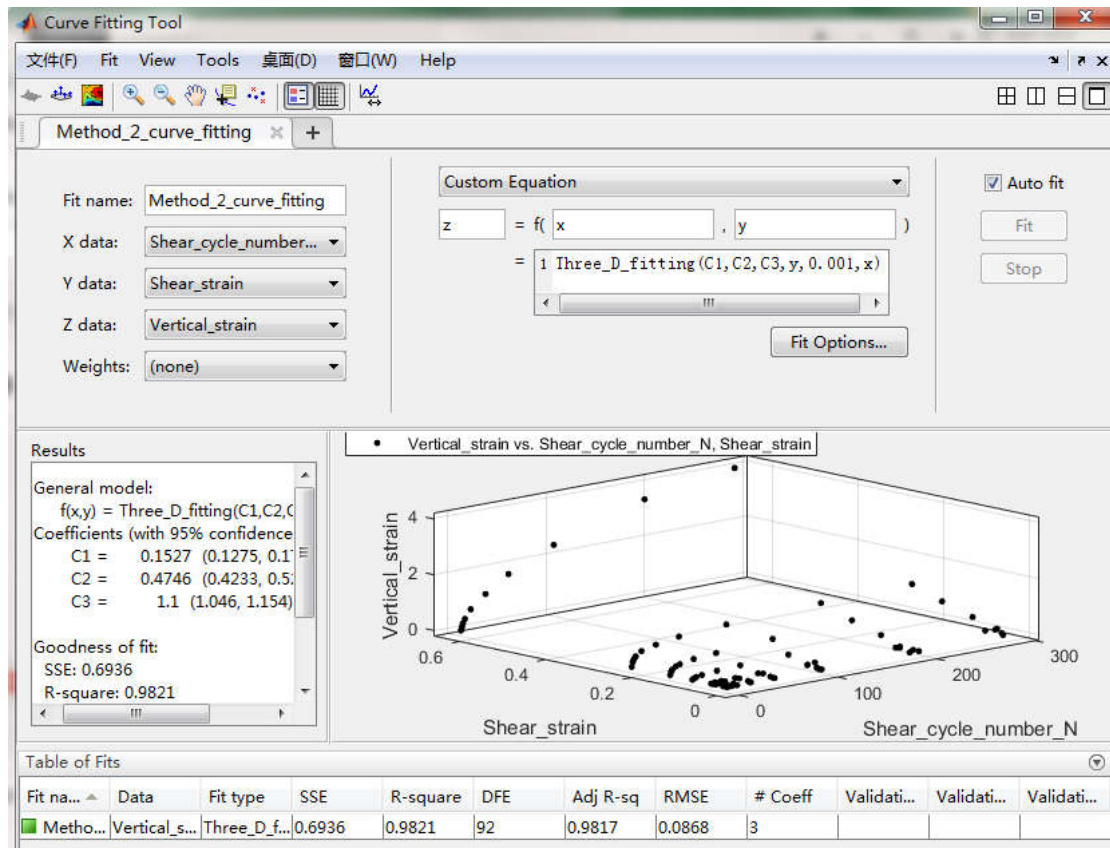 Curve Fitting Tool
文件(F) Fit View Tools 桌面(D) 窗口(W) Help
Method_2_curve_fitting
Fit name: Method_2_curve_fitting
X data: Shear_cycle_number...
Y data: Shear_strain
Z data: Vertical_strain
Weights: (none)
Custom Equation
z = f( x , y )
= 1 Three_D_fitting(C1,C2,C3,y,0.001,x)
Fit Options...
Auto fit
Fit
Stop
Results
General model:
f(x,y) = Three_D_fitting(C1,C2,C
Coefficients (with 95% confidence
C1 = 0.1527 (0.1275, 0.1
C2 = 0.4746 (0.4233, 0.5
C3 = 1.1 (1.046, 1.154)
Goodness of fit:
SSE: 0.6936
R-square: 0.9821
Vertical_strain vs. Shear_cycle_number_N, Shear_strain
Vertical_strain
4
2
0
0.6
0.4
0.2
0
Shear_strain
0
100
200
300
Shear_cycle_number_N
Table of Fits
Fit na... Data Fit type SSE R-square DFE Adj R-sq RMSE # Coeff Validati... Validati... Validati...
Metho... Vertical_s... Three_D_f... 0.6936 0.9821 92 0.9817 0.0868 3